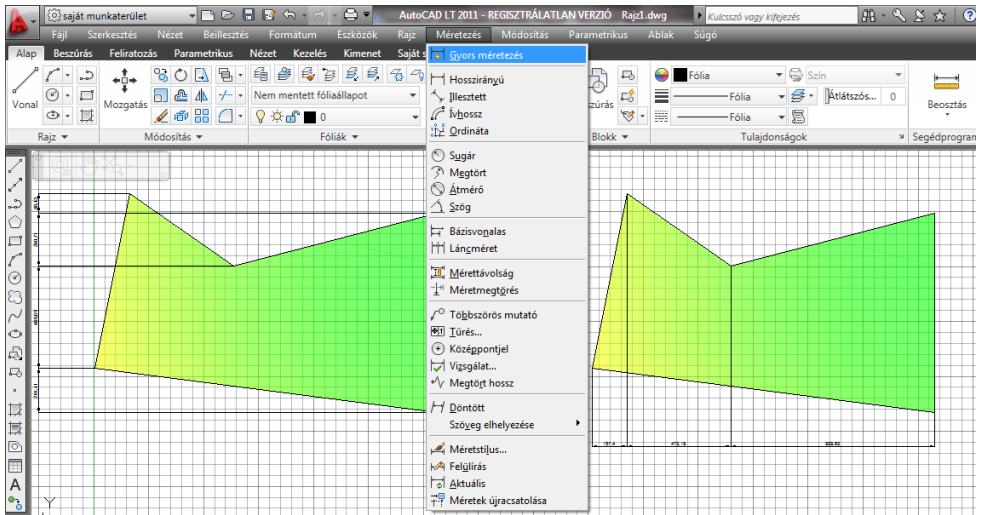 saját munkaterület
AutoCAD LT 2011 - REGISZTRÁLATLAN VERZIÓ Rajz1.dwg
Kulcsszó vagy kifejezés
Fájl Szerkesztés Nézet Beillesztés Formátum Eszközök Rajz Méretezés Módosítás Parametrikus Ablak Súgó
Alap Beszúrás Feliratozás Parametrikus Nézet Kezelés Kimenet Saját s
Vonal
Mozgatás
Nem mentett fóliaállapot
0
Rajz
Módosítás
Fóliák
Gyors méretezés
Hosszirányú
Illesztett
Ívhossz
Ordináta
Sugár
Megtört
Átmérő
Szög
Bázisvonalas
Láncméret
Mérettávolság
Méretmegtörés
Többszörös mutató
Tűrés...
Középpontjel
Vizsgálat...
Megtört hossz
Döntött
Szöveg elhelyezése
Méretstílus...
Felülírás
Aktuális
Méretek újracsatolása
zúrás
Blokk
Fólia
Fólia
Fólia
Szín
Átlátszós... 0
Tulajdonságok
Beosztás
Segédprogram
Y